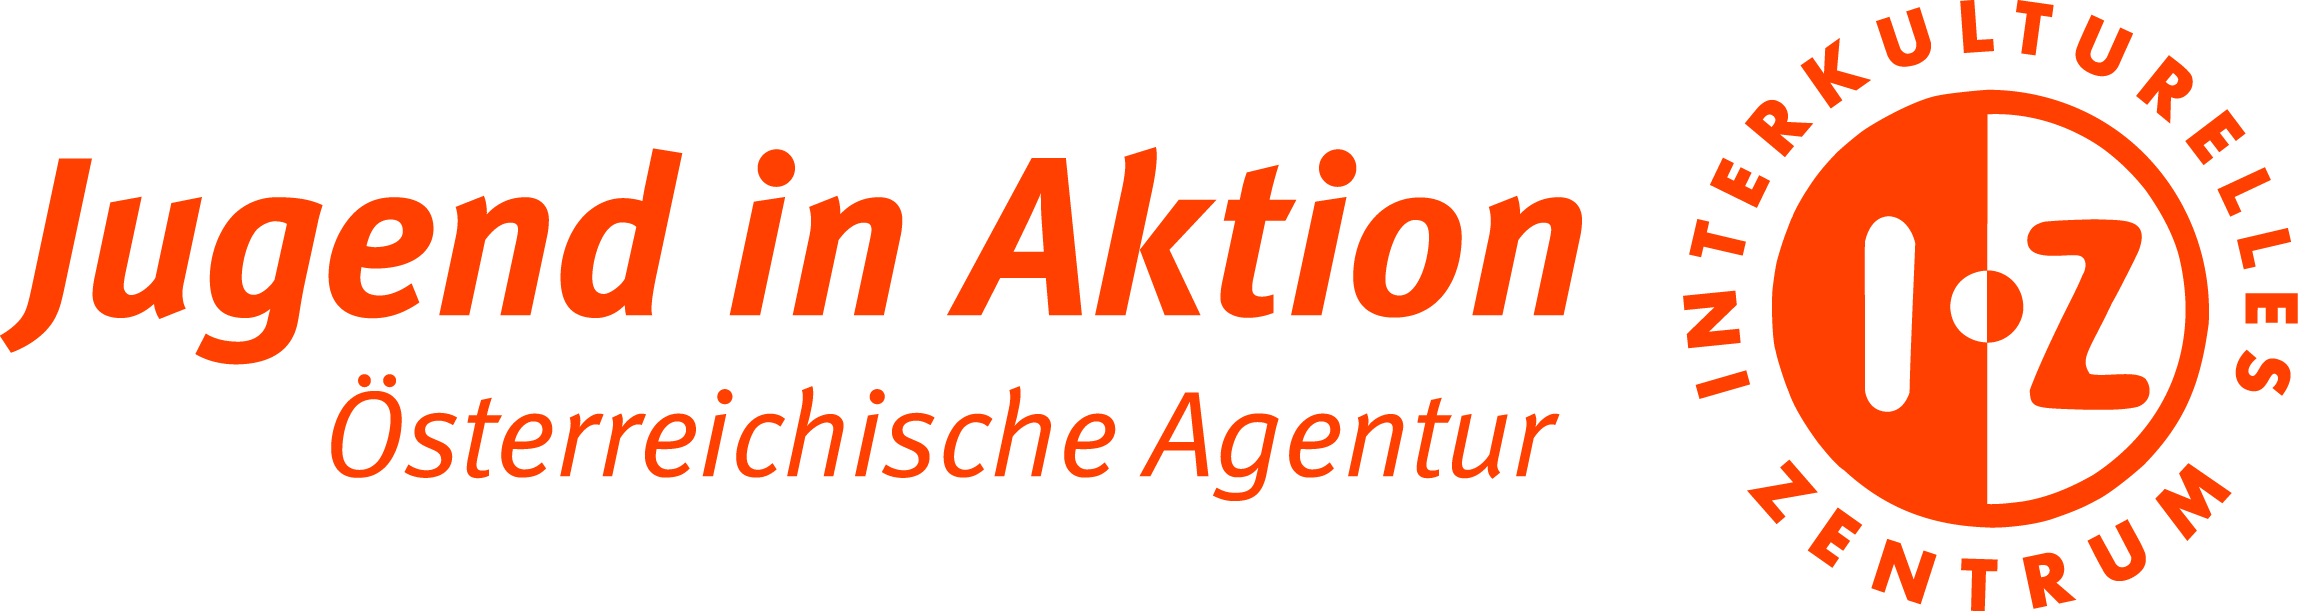 Jugend in Aktion
Österreichische Agentur
INTERKULTURELLES
IZ
ZENTRUM